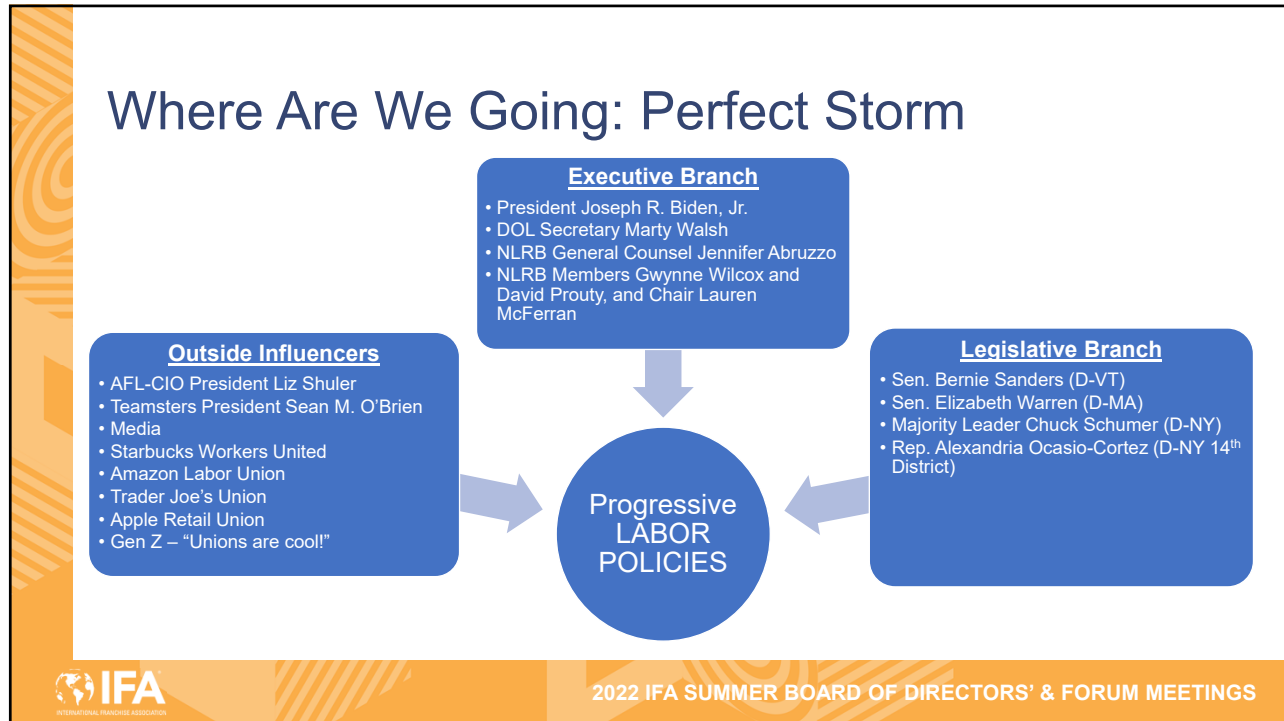 Where Are We Going: Perfect Storm
Executive Branch
• President Joseph R. Biden, Jr.
• DOL Secretary Marty Walsh
• NLRB General Counsel Jennifer Abruzzo
• NLRB Members Gwynne Wilcox and
David Prouty, and Chair Lauren
McFerran
Outside Influencers
• AFL-CIO President Liz Shuler
• Teamsters President Sean M. O’Brien
• Media
• Starbucks Workers United
• Amazon Labor Union
• Trader Joe’s Union
• Apple Retail Union
• Gen Z – “Unions are cool!”
Legislative Branch
• Sen. Bernie Sanders (D-VT)
• Sen. Elizabeth Warren (D-MA)
• Majority Leader Chuck Schumer (D-NY)
• Rep. Alexandria Ocasio-Cortez (D-NY 14th
District)
Progressive
LABOR
POLICIES
IFA
INTERNATIONAL FRANCHISE ASSOCIATION
2022 IFA SUMMER BOARD OF DIRECTORS’ & FORUM MEETINGS